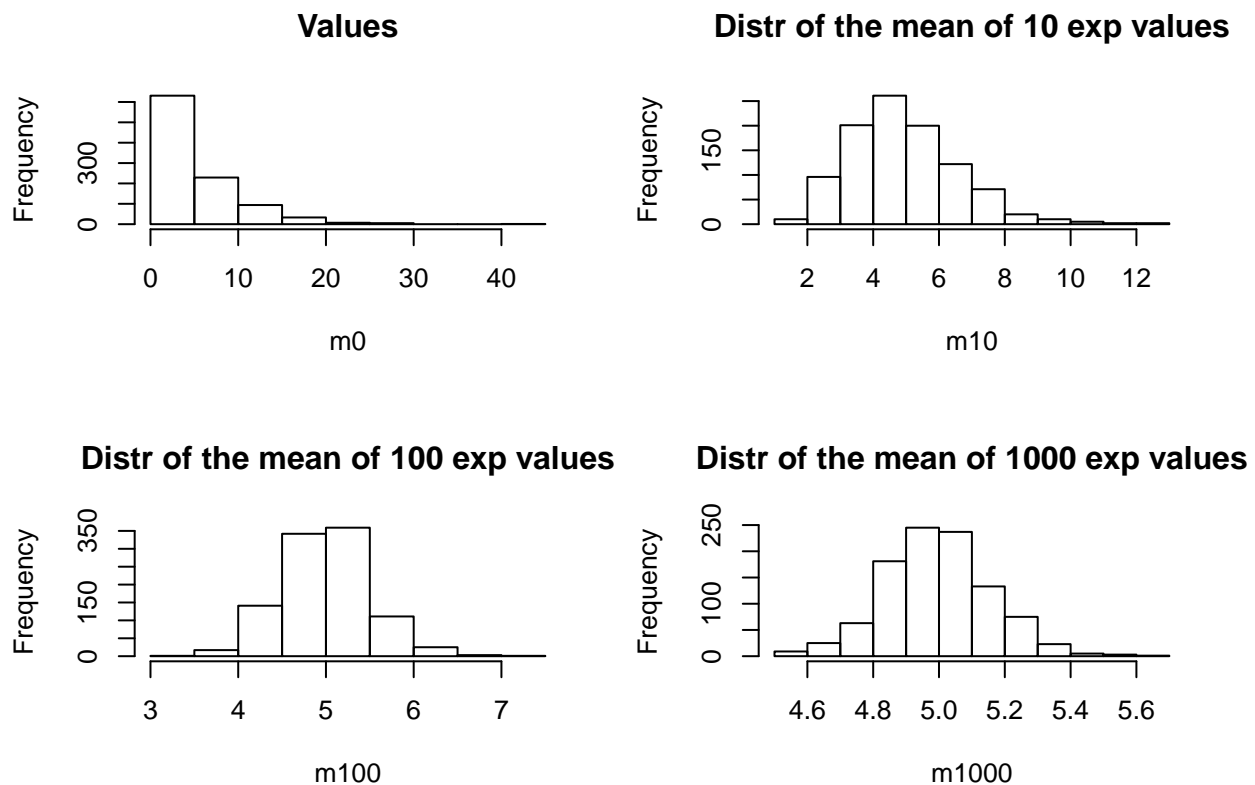 Values
Frequency
300
0
0 10 20 30 40
m0
Distr of the mean of 10 exp values
Frequency
150
0
2 4 6 8 10 12
m10
Distr of the mean of 100 exp values
Frequency
350
150
0
3 4 5 6 7
m100
Distr of the mean of 1000 exp values
Frequency
250
100
0
4.6 4.8 5.0 5.2 5.4 5.6
m1000